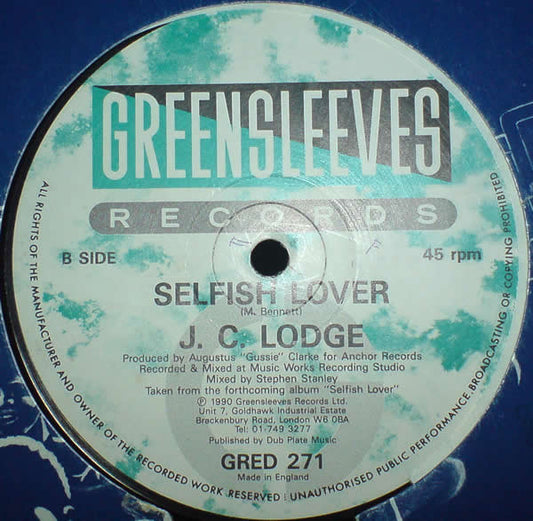 GREENSLEEVES
RECORDS
B SIDE
45 rpm
SELFISH LOVER
(M. Bennett)
J. C. LODGE
Produced by Augustus "Gussie" Clarke for Anchor Records
Recorded & Mixed at Music Works Recording Studio
Mixed by Stephen Stanley
Taken from the forthcoming album "Selfish Lover"
℗ 1990 Greensleeves Records Ltd.
Unit 7, Goldhawk Industrial Estate
Brackenbury Road, London W6 0BA
Tel: 01-749 3277
Published by Dub Plate Music
GRED 271
Made in England
ALL RIGHTS OF THE MANUFACTURER AND OWNER OF THE RECORDED WORK RESERVED UNAUTHORISED PUBLIC PERFORMANCE, BROADCASTING OR COPYING PROHIBITED